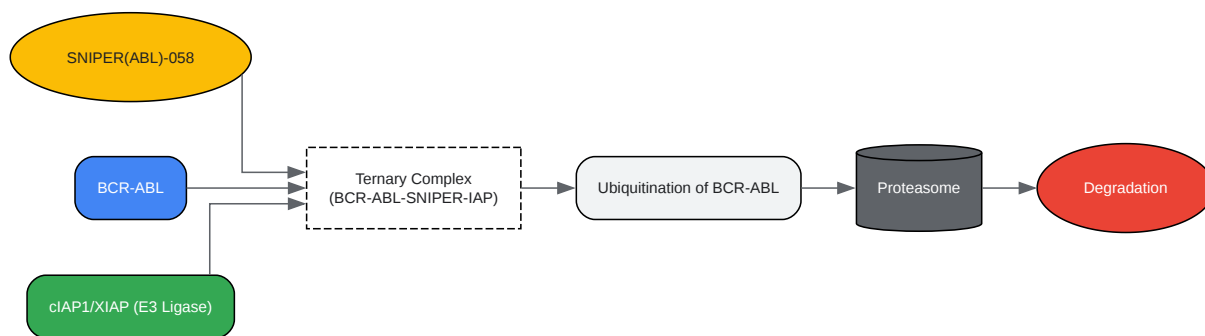 SNIPER(ABL)-058
BCR-ABL
cIAP1/XIAP (E3 Ligase)
Ternary Complex
(BCR-ABL-SNIPER-IAP)
Ubiquitination of BCR-ABL
Proteasome
Degradation